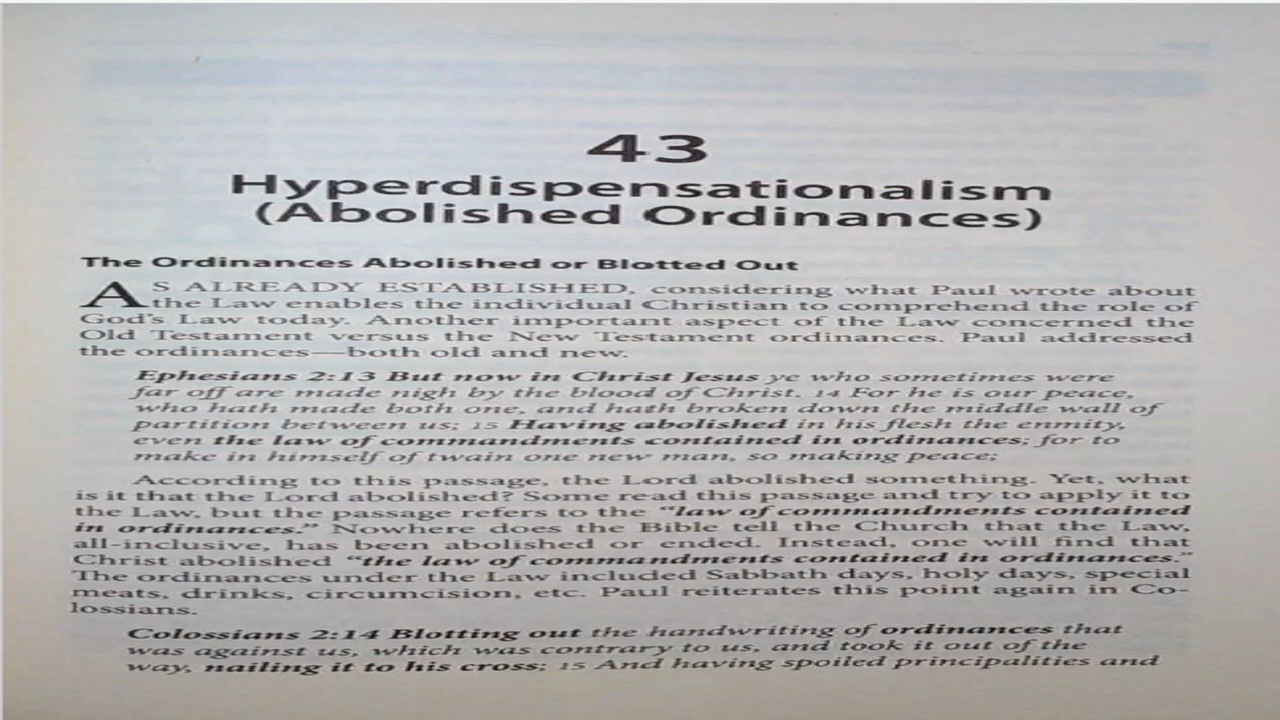 43
Hyperdispensationalism
(Abolished Ordinances)
The Ordinances Abolished or Blotted Out
AS ALREADY ESTABLISHED, considering what Paul wrote about
the Law enables the individual Christian to comprehend the role of
God's Law today. Another important aspect of the Law concerned the
Old Testament versus the New Testament ordinances. Paul addressed
the ordinances—both old and new.
Ephesians 2:13 But now in Christ Jesus ye who sometimes were
far off are made nigh by the blood of Christ. 14 For he is our peace,
who hath made both one, and hath broken down the middle wall of
partition between us; 15 Having abolished in his flesh the enmity,
even the law of commandments contained in ordinances; for to
make in himself of twain one new man, so making peace;
According to this passage, the Lord abolished something. Yet, what
is it that the Lord abolished? Some read this passage and try to apply it to
the Law, but the passage refers to the "law of commandments contained
in ordinances." Nowhere does the Bible tell the Church that the Law,
all-inclusive, has been abolished or ended. Instead, one will find that
Christ abolished "the law of commandments contained in ordinances."
The ordinances under the Law included Sabbath days, holy days, special
meats, drinks, circumcision, etc. Paul reiterates this point again in Co-
lossians.
Colossians 2:14 Blotting out the handwriting of ordinances that
was against us, which was contrary to us, and took it out of the
way, nailing it to his cross; 15 And having spoiled principalities and